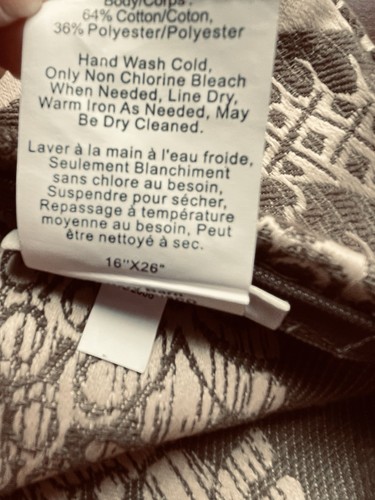 Body/Corps:
64% Cotton/Coton,
36% Polyester/Polyester
Hand Wash Cold,
Only Non Chlorine Bleach
When Needed, Line Dry,
Warm Iron As Needed, May
Be Dry Cleaned.
Laver à la main à l'eau froide,
Seulement Blanchiment
sans chlore au besoin,
Suspendre pour sécher,
Repassage à température
moyenne au besoin, Peut
être nettoyé à sec.
16"X26"